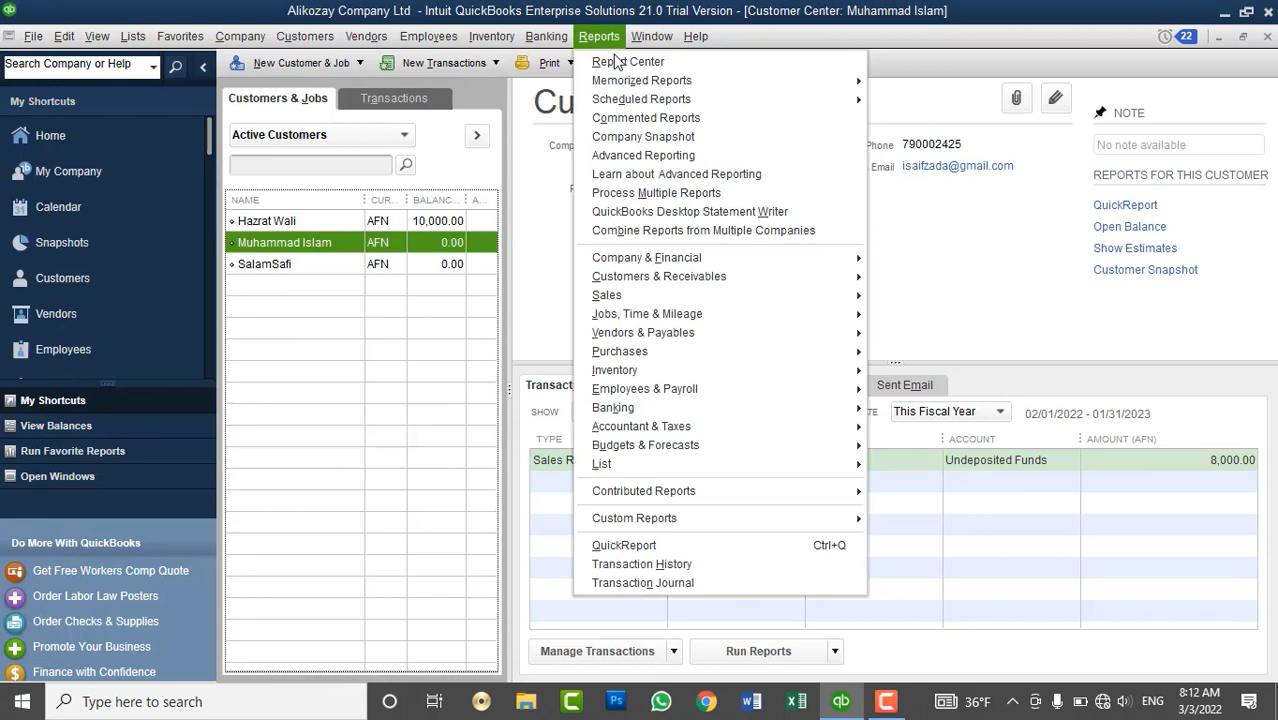 Alikozay Company Ltd - Intuit QuickBooks Enterprise Solutions 21.0 Trial Version - [Customer Center: Muhammad Islam]
File Edit View Lists Favorites Company Customers Vendors Employees Inventory Banking Reports Window Help 22
Search Company or Help
New Customer & Job New Transactions Print
My Shortcuts
Home
My Company
Calendar
Snapshots
Customers
Vendors
Employees
My Shortcuts
View Balances
Run Favorite Reports
Open Windows
Do More With QuickBooks
Get Free Workers Comp Quote
Order Labor Law Posters
Order Checks & Supplies
Promote Your Business
Finance with Confidence
Customers & Jobs Transactions
Active Customers
NAME CUR... BALANC... A...
Hazrat Wali AFN 10,000.00
Muhammad Islam AFN 0.00
SalamSafi AFN 0.00
Report Center
Memorized Reports
Scheduled Reports
Commented Reports
Company Snapshot
Advanced Reporting
Learn about Advanced Reporting
Process Multiple Reports
QuickBooks Desktop Statement Writer
Combine Reports from Multiple Companies
Company & Financial
Customers & Receivables
Sales
Jobs, Time & Mileage
Vendors & Payables
Purchases
Inventory
Employees & Payroll
Banking
Accountant & Taxes
Budgets & Forecasts
List
Contributed Reports
Custom Reports
QuickReport Ctrl+Q
Transaction History
Transaction Journal
Phone 790002425
Email isaifzada@gmail.com
NOTE
No note available
REPORTS FOR THIS CUSTOMER
QuickReport
Open Balance
Show Estimates
Customer Snapshot
Sent Email
SHOW This Fiscal Year 02/01/2022 - 01/31/2023
TYPE ACCOUNT AMOUNT (AFN)
Sales R Undeposited Funds 8,000.00
Manage Transactions Run Reports
Type here to search 36°F ENG
8:12 AM
3/3/2022